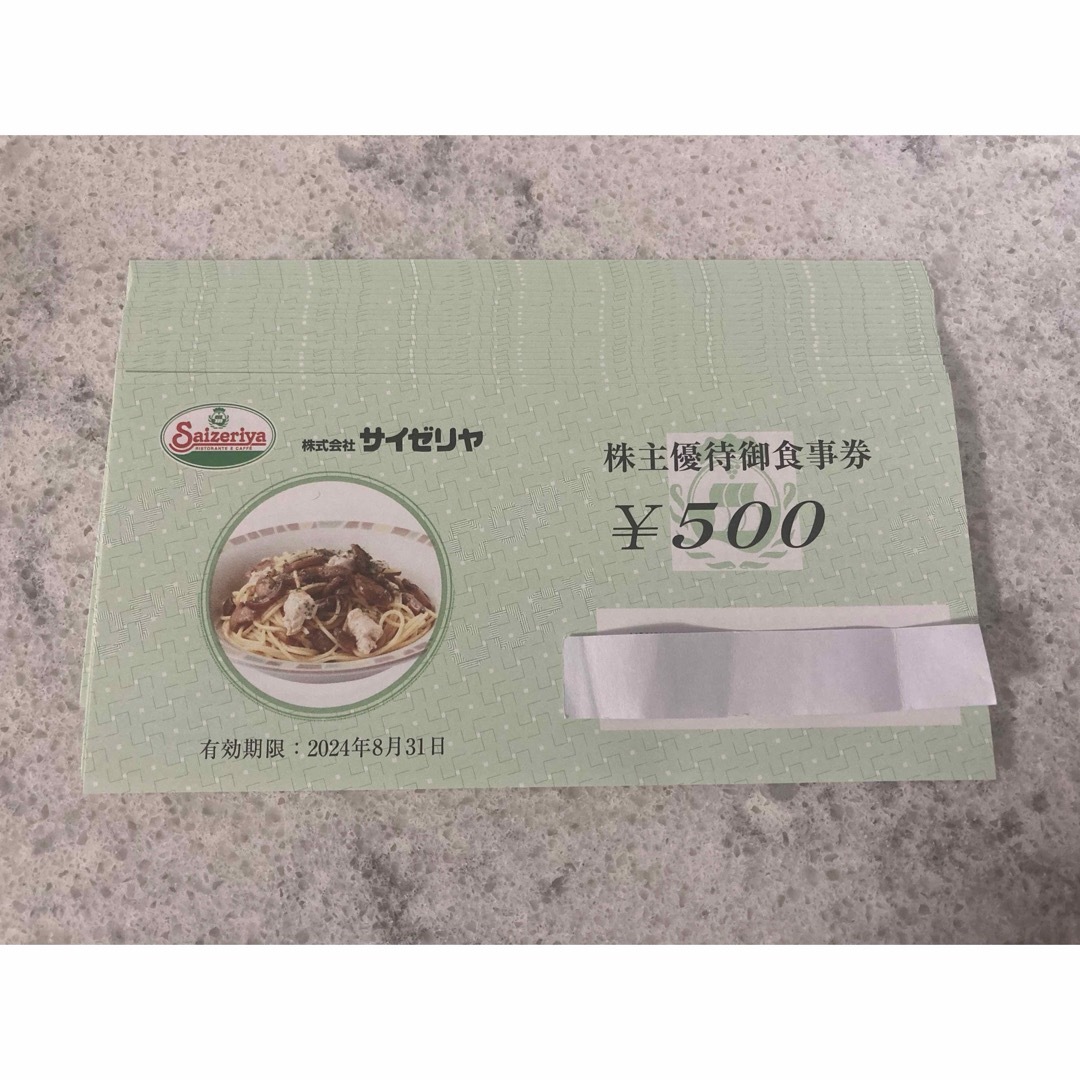 Saizeriya
RISTORANTE E CAFFÈ
株式会社 サイゼリヤ
株主優待御食事券
¥500
有効期限：2024年8月31日